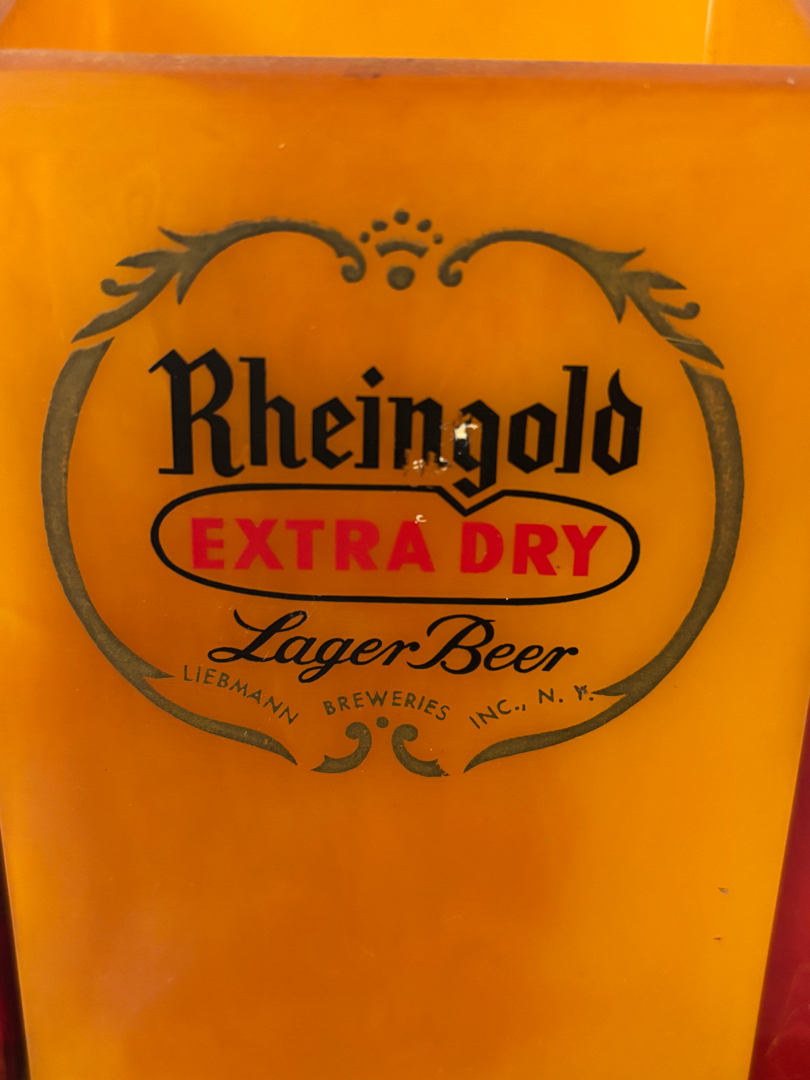 Rheingold
EXTRA DRY
Lager Beer
LIEBMANN BREWERIES INC., N. Y.